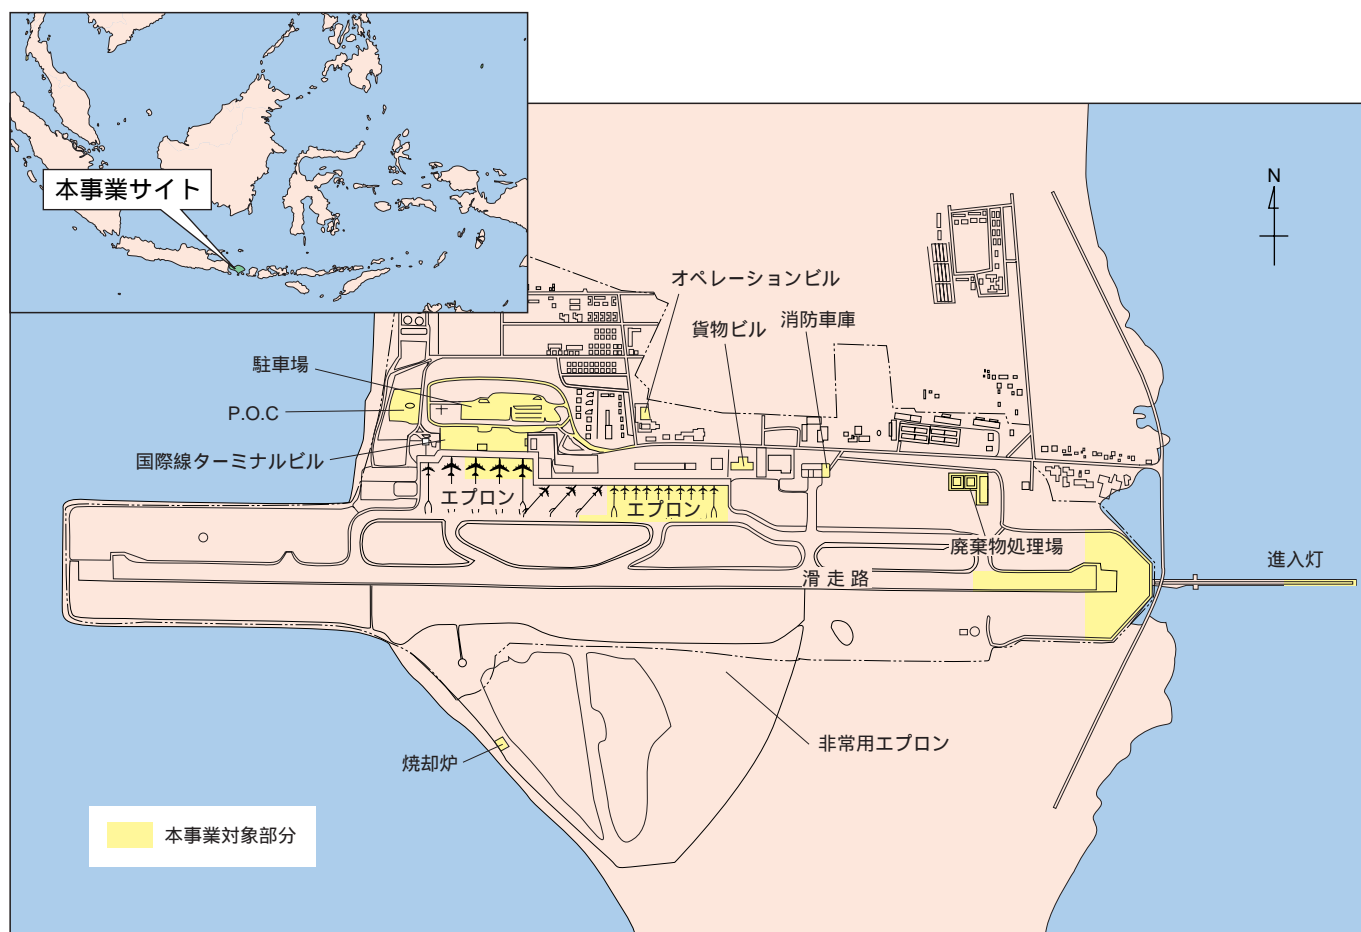 本事業サイト
N
オペレーションビル
消防車庫
貨物ビル
駐車場
P.O.C
国際線ターミナルビル
エプロン
エプロン
廃棄物処理場
進入灯
滑走路
非常用エプロン
焼却炉
本事業対象部分